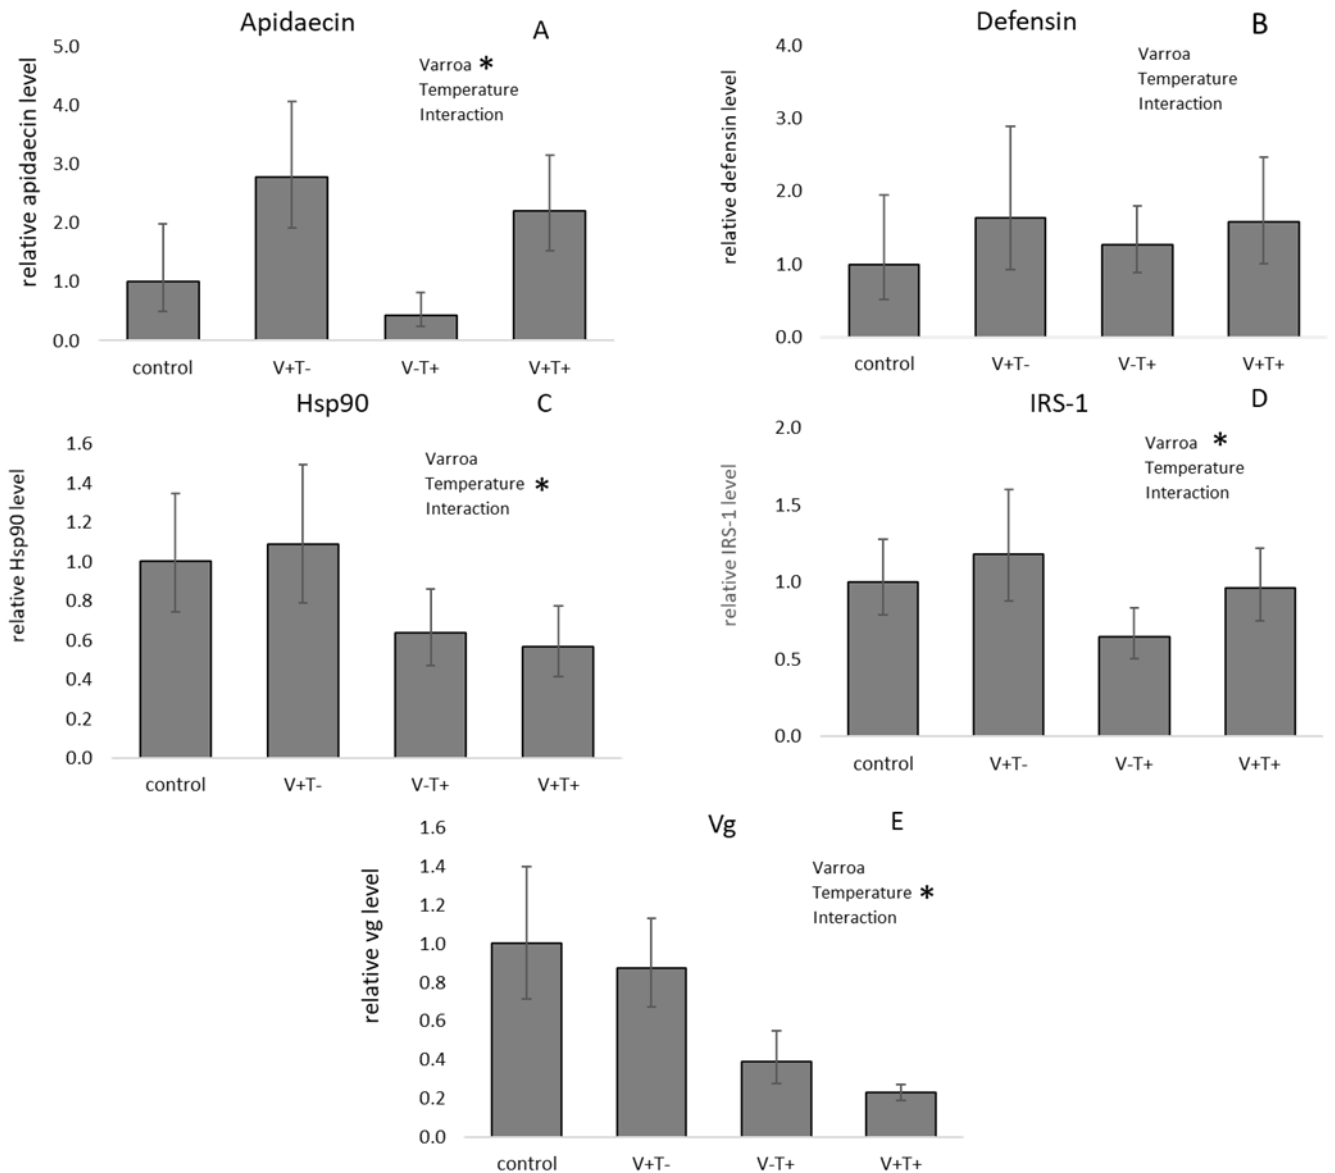 Apidaecin
A
relative apidaecin level
5.0
4.0
3.0
2.0
1.0
0.0
Varroa *
Temperature
Interaction
control V+T- V-T+ V+T+
Defensin
B
relative defensin level
4.0
3.0
2.0
1.0
0.0
Varroa
Temperature
Interaction
control V+T- V-T+ V+T+
Hsp90
C
relative Hsp90 level
1.6
1.4
1.2
1.0
0.8
0.6
0.4
0.2
0.0
Varroa
Temperature *
Interaction
control V+T- V-T+ V+T+
IRS-1
D
relative IRS-1 level
2.0
1.5
1.0
0.5
0.0
Varroa *
Temperature
Interaction
control V+T- V-T+ V+T+
Vg
E
relative vg level
1.6
1.4
1.2
1.0
0.8
0.6
0.4
0.2
0.0
Varroa
Temperature *
Interaction
control V+T- V-T+ V+T+